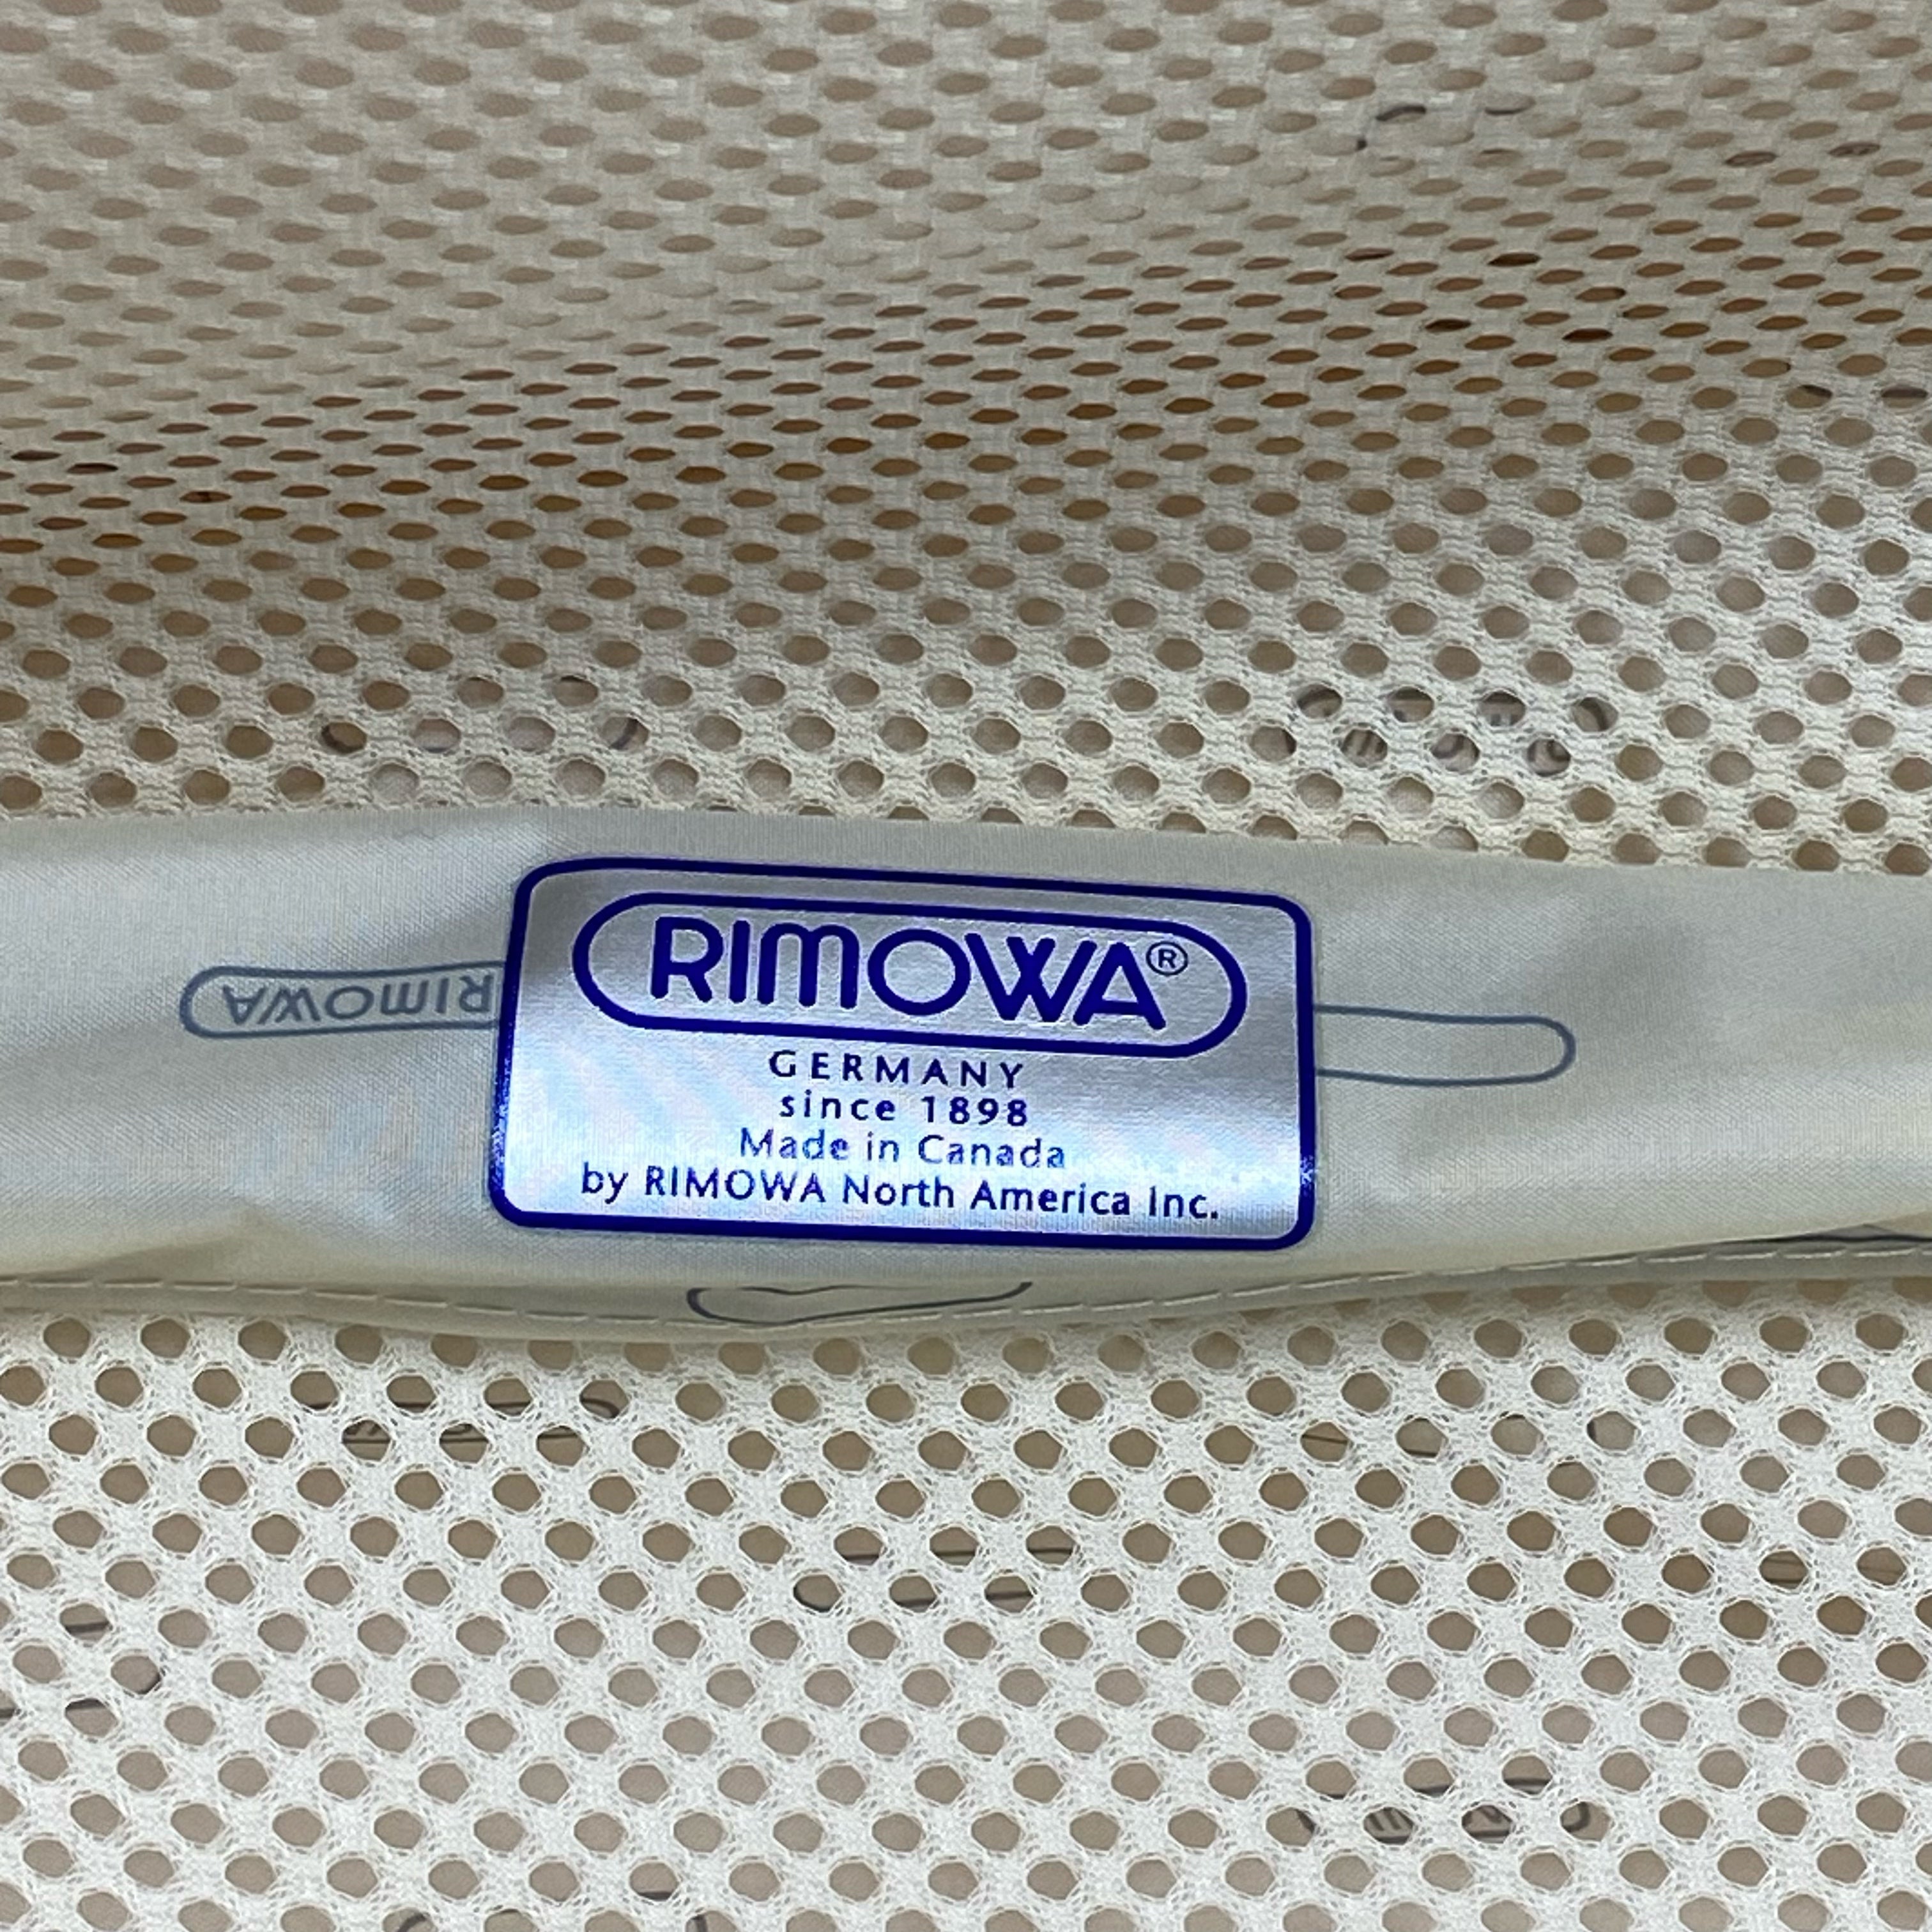 RIMOWA®
GERMANY
since 1898
Made in Canada
by RIMOWA North America Inc.
RIMOWA